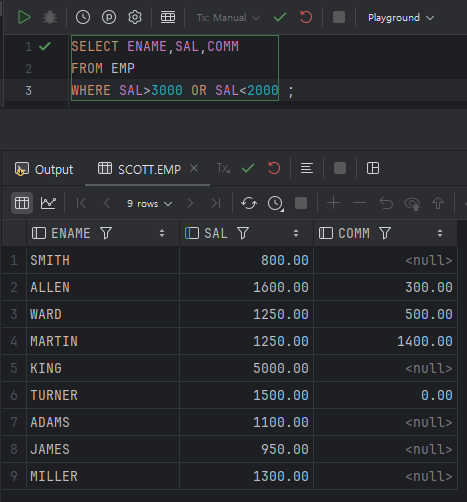 Tx: Manual Playground
1 SELECT ENAME,SAL,COMM
2 FROM EMP
3 WHERE SAL>3000 OR SAL<2000 ;
Output SCOTT.EMP Tx
9 rows
ENAME SAL COMM
1 SMITH 800.00 <null>
2 ALLEN 1600.00 300.00
3 WARD 1250.00 500.00
4 MARTIN 1250.00 1400.00
5 KING 5000.00 <null>
6 TURNER 1500.00 0.00
7 ADAMS 1100.00 <null>
8 JAMES 950.00 <null>
9 MILLER 1300.00 <null>